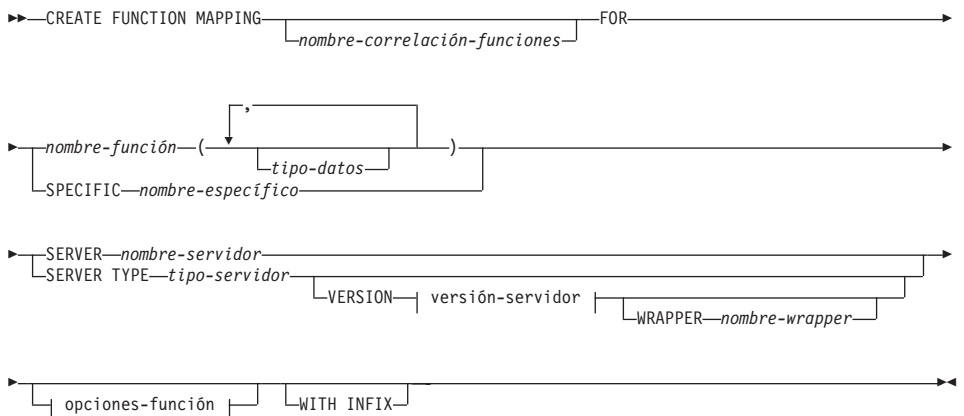 CREATE FUNCTION MAPPING FOR
nombre-correlación-funciones
,
nombre-función ( )
tipo-datos
SPECIFIC nombre-específico
SERVER nombre-servidor
SERVER TYPE tipo-servidor
VERSION versión-servidor
WRAPPER nombre-wrapper
opciones-función WITH INFIX